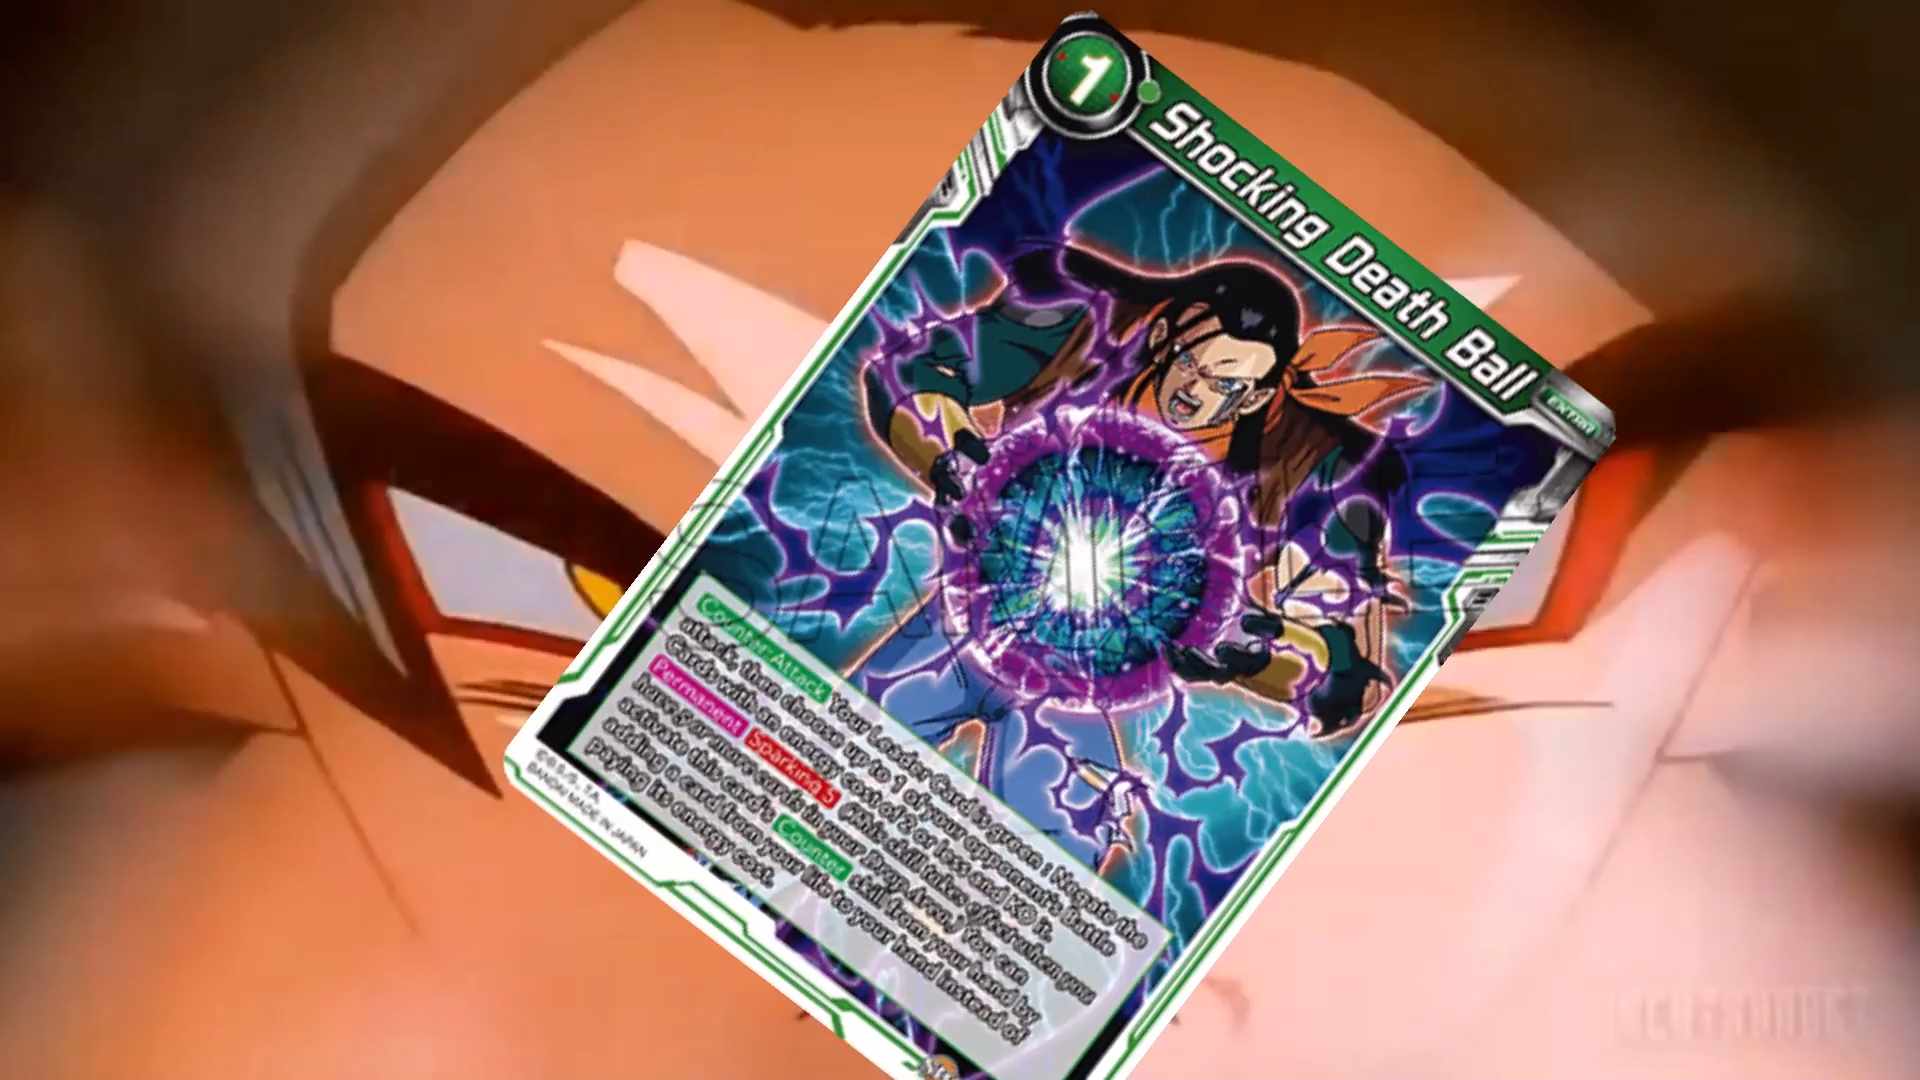 1
Shocking Death Ball
EXTRA
SAMPLE
Counter:Attack Your Leader Card is green : Negate the
attack, then choose up to 1 of your opponent's Battle
Cards with an energy cost of 2 or less and KO it.
Permanent Sparking 5 (This skill takes effect when you
have 5 or more cards in your Drop Area.) You can
activate this card's Counter skill from your hand by
adding a card from your life to your hand instead of
paying its energy cost.
©B.S./S., T.A.
BANDAI MADE IN JAPAN